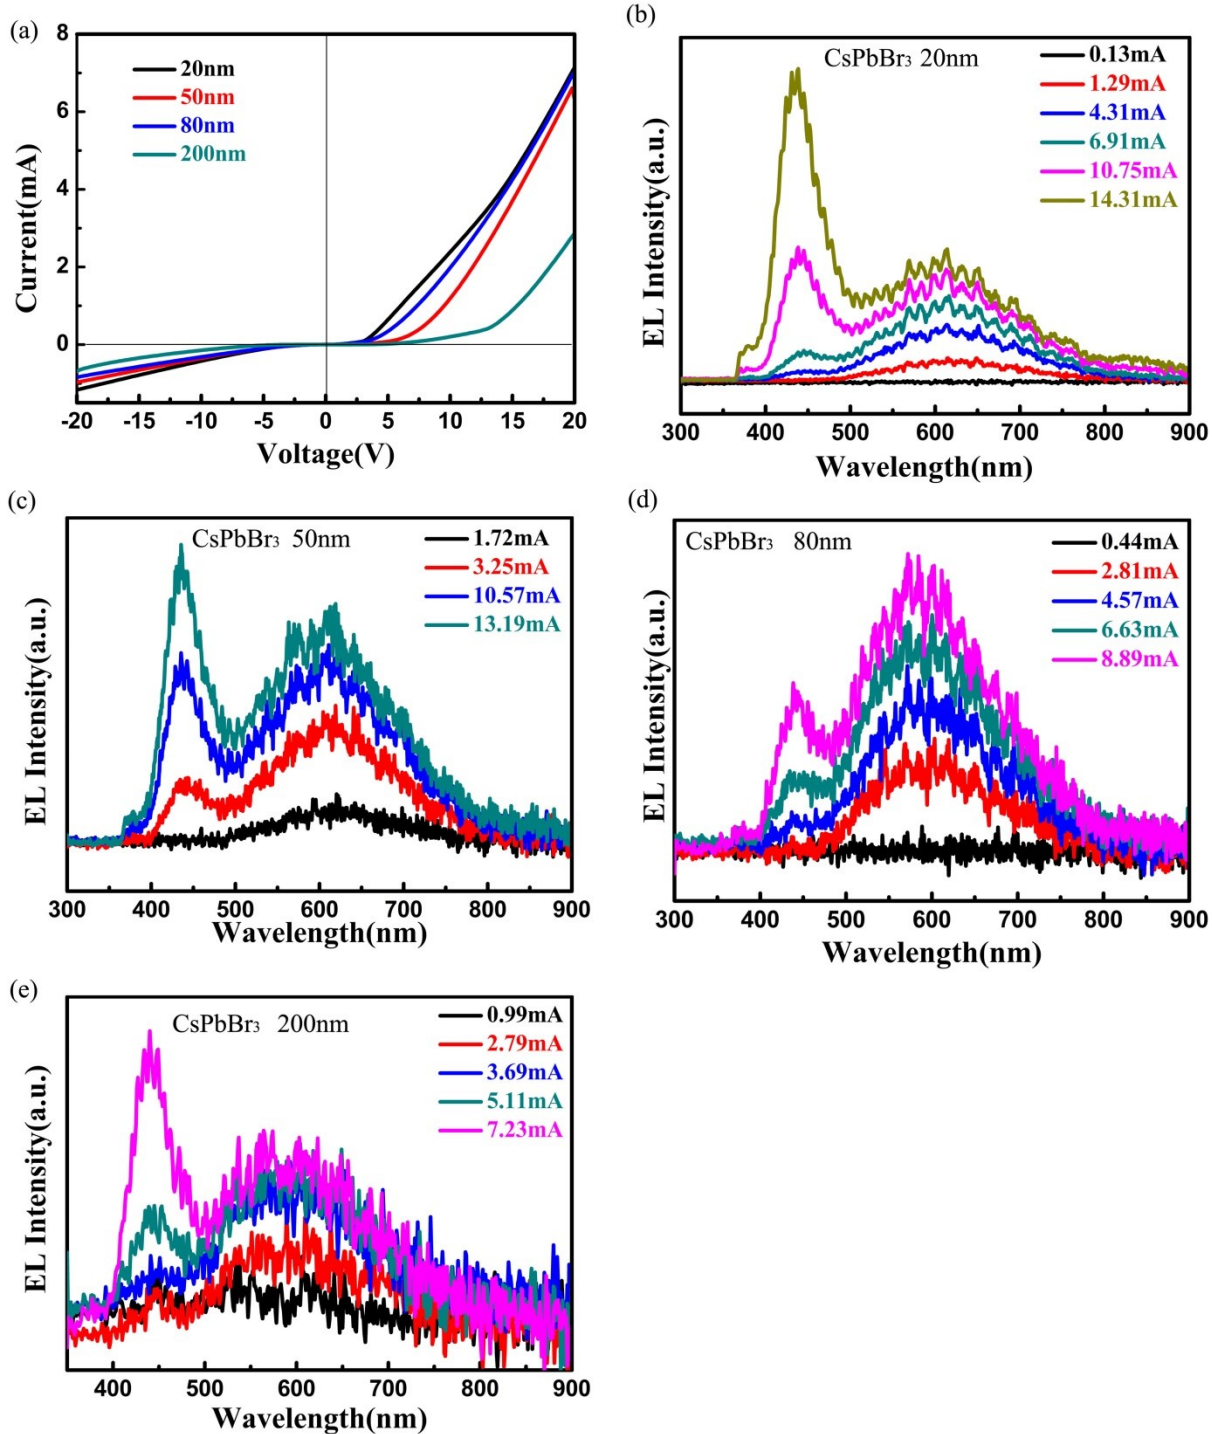 (a)
8
6
4
2
0
-20 -15 -10 -5 0 5 10 15 20
Current(mA)
Voltage(V)
20nm
50nm
80nm
200nm
(b)
CsPbBr₃ 20nm
0.13mA
1.29mA
4.31mA
6.91mA
10.75mA
14.31mA
EL Intensity(a.u.)
300 400 500 600 700 800 900
Wavelength(nm)
(c)
CsPbBr₃ 50nm
1.72mA
3.25mA
10.57mA
13.19mA
EL Intensity(a.u.)
300 400 500 600 700 800 900
Wavelength(nm)
(d)
CsPbBr₃ 80nm
0.44mA
2.81mA
4.57mA
6.63mA
8.89mA
EL Intensity(a.u.)
300 400 500 600 700 800 900
Wavelength(nm)
(e)
CsPbBr₃ 200nm
0.99mA
2.79mA
3.69mA
5.11mA
7.23mA
EL Intensity(a.u.)
400 500 600 700 800 900
Wavelength(nm)